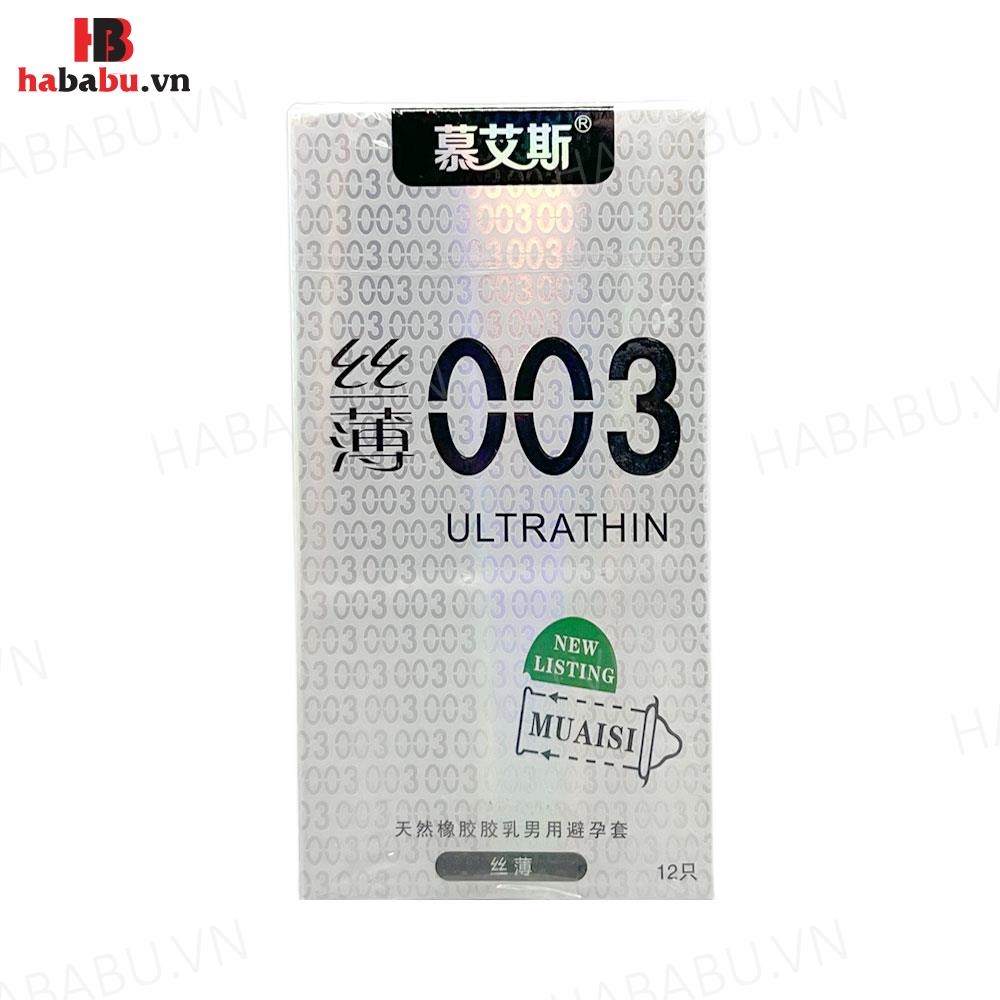 HB
hababu.vn
慕艾斯®
丝薄 003
ULTRATHIN
NEW
LISTING
MUAISI
天然橡胶胶乳男用避孕套
丝薄
12只
HABABU.VN